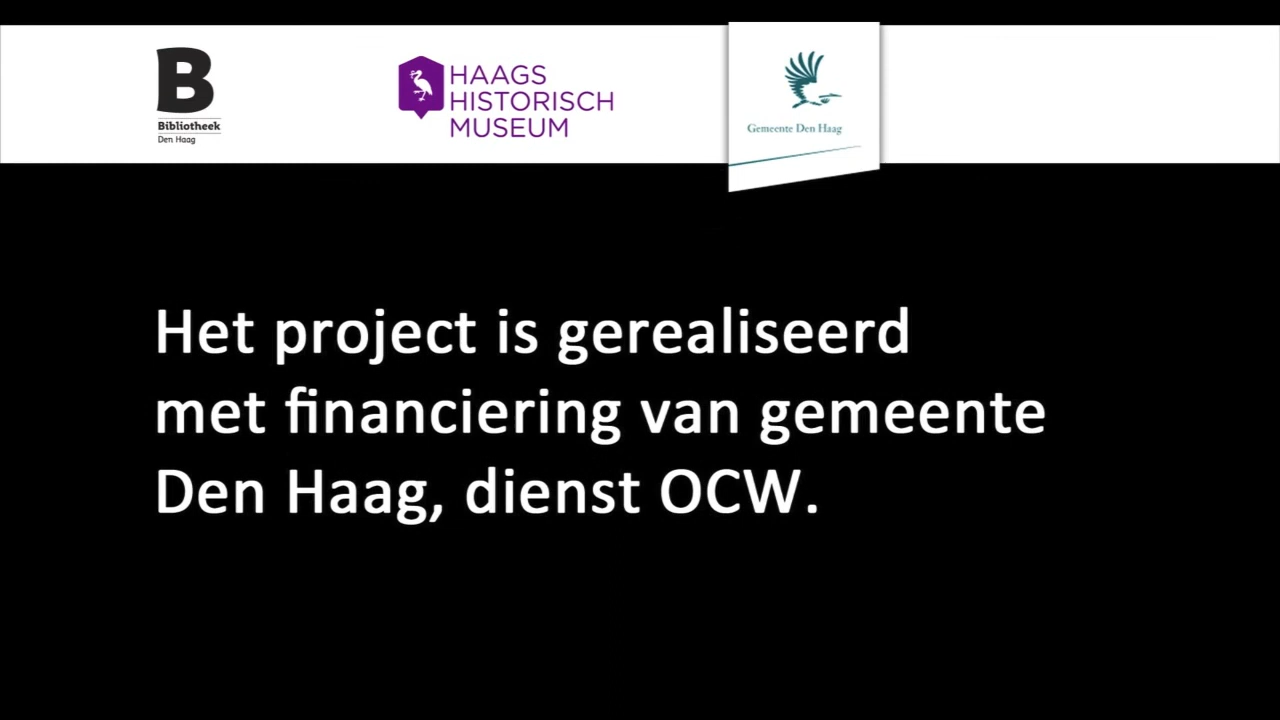 B
Bibliotheek
Den Haag
HAAGS
HISTORISCH
MUSEUM
Gemeente Den Haag
Het project is gerealiseerd
met financiering van gemeente
Den Haag, dienst OCW.